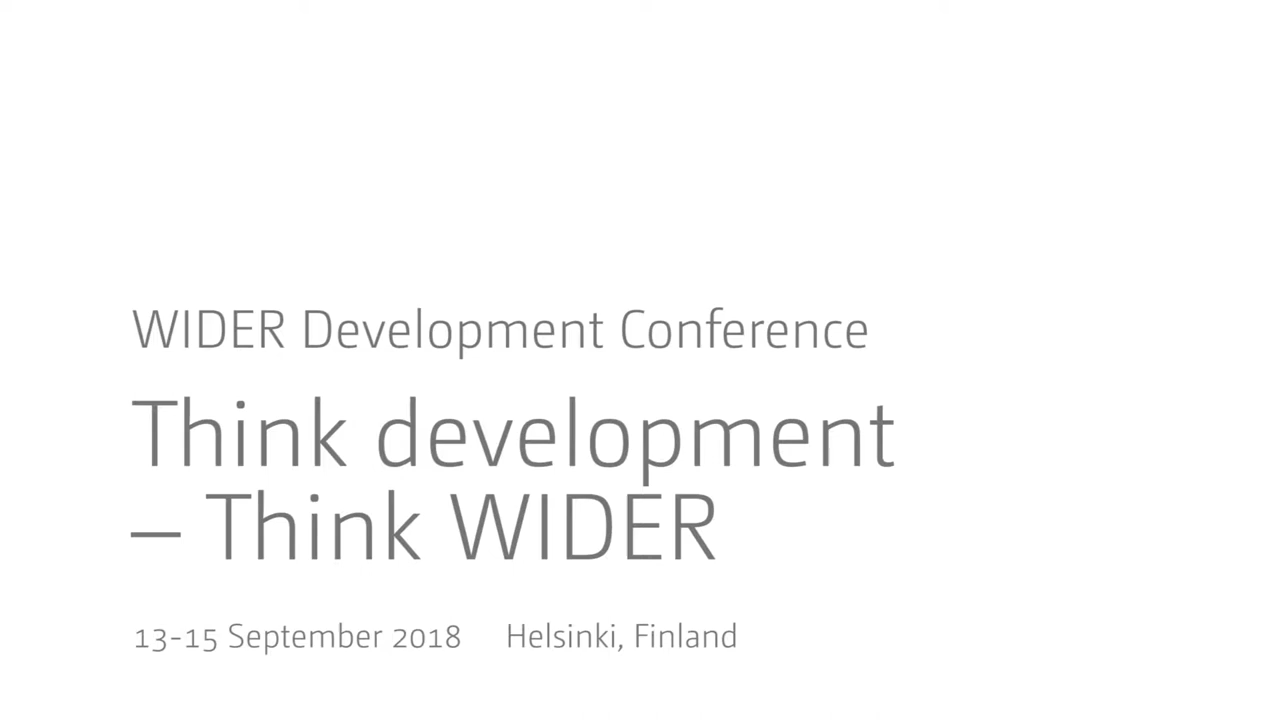 WIDER Development Conference
Think development
– Think WIDER
13-15 September 2018 Helsinki, Finland